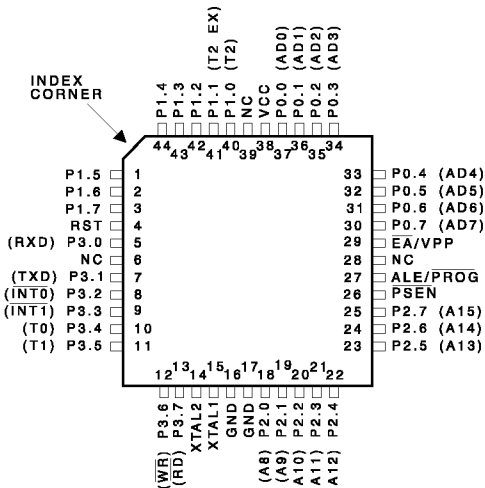 INDEX
CORNER
P1.4
P1.3
P1.2
P1.1 (T2 EX)
P1.0 (T2)
NC
VCC
P0.0 (AD0)
P0.1 (AD1)
P0.2 (AD2)
P0.3 (AD3)
44 43 42 41 40 39 38 37 36 35 34
P1.5 1
P1.6 2
P1.7 3
RST 4
(RXD) P3.0 5
NC 6
(TXD) P3.1 7
(INT0) P3.2 8
(INT1) P3.3 9
(T0) P3.4 10
(T1) P3.5 11
33 P0.4 (AD4)
32 P0.5 (AD5)
31 P0.6 (AD6)
30 P0.7 (AD7)
29 EA/VPP
28 NC
27 ALE/PROG
26 PSEN
25 P2.7 (A15)
24 P2.6 (A14)
23 P2.5 (A13)
12 13 14 15 16 17 18 19 20 21 22
(WR) P3.6
(RD) P3.7
XTAL2
XTAL1
GND
GND
(A8) P2.0
(A9) P2.1
A10) P2.2
A11) P2.3
A12) P2.4